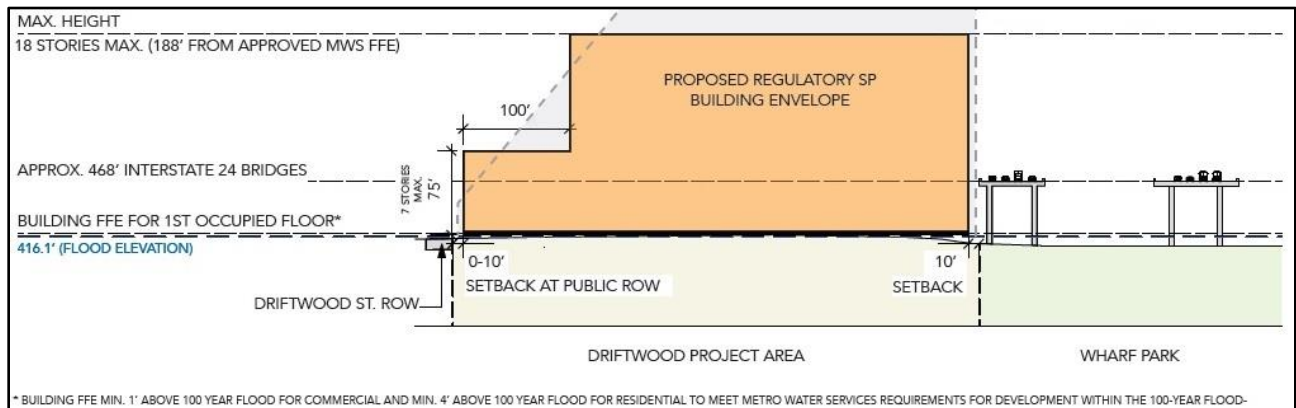 MAX. HEIGHT
18 STORIES MAX. (188' FROM APPROVED MWS FFE)
PROPOSED REGULATORY SP
BUILDING ENVELOPE
100'
APPROX. 468' INTERSTATE 24 BRIDGES
7 STORIES
MAX.
75'
BUILDING FFE FOR 1ST OCCUPIED FLOOR*
416.1' (FLOOD ELEVATION)
0-10'
SETBACK AT PUBLIC ROW
10'
SETBACK
DRIFTWOOD ST. ROW
DRIFTWOOD PROJECT AREA
WHARF PARK
* BUILDING FFE MIN. 1' ABOVE 100 YEAR FLOOD FOR COMMERCIAL AND MIN. 4' ABOVE 100 YEAR FLOOD FOR RESIDENTIAL TO MEET METRO WATER SERVICES REQUIREMENTS FOR DEVELOPMENT WITHIN THE 100-YEAR FLOOD-